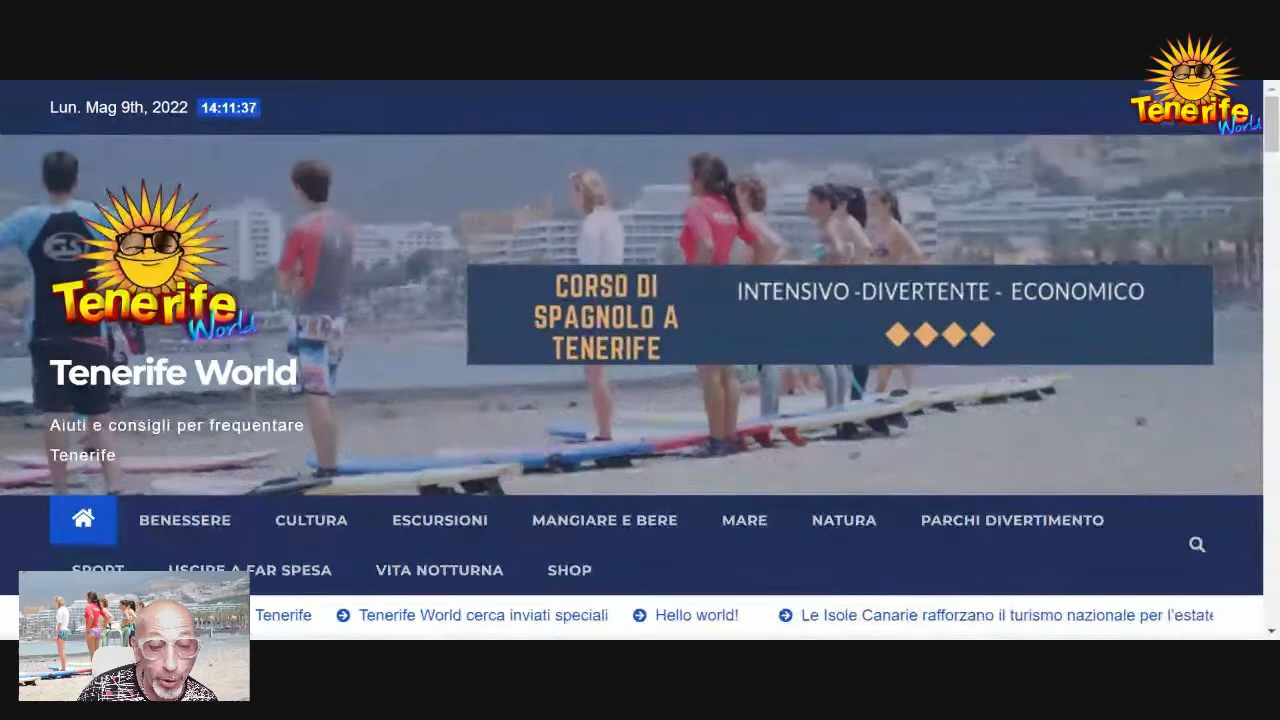 Tenerife
World
Lun. Mag 9th, 2022 14:11:37
Tenerife
World
CORSO DI
SPAGNOLO A
TENERIFE
INTENSIVO -DIVERTENTE - ECONOMICO
Tenerife World
Aiuti e consigli per frequentare
Tenerife
BENESSERE CULTURA ESCURSIONI MANGIARE E BERE MARE NATURA PARCHI DIVERTIMENTO
SPORT USCIRE A FAR SPESA VITA NOTTURNA SHOP
Tenerife Tenerife World cerca inviati speciali Hello world! Le Isole Canarie rafforzano il turismo nazionale per l'estate